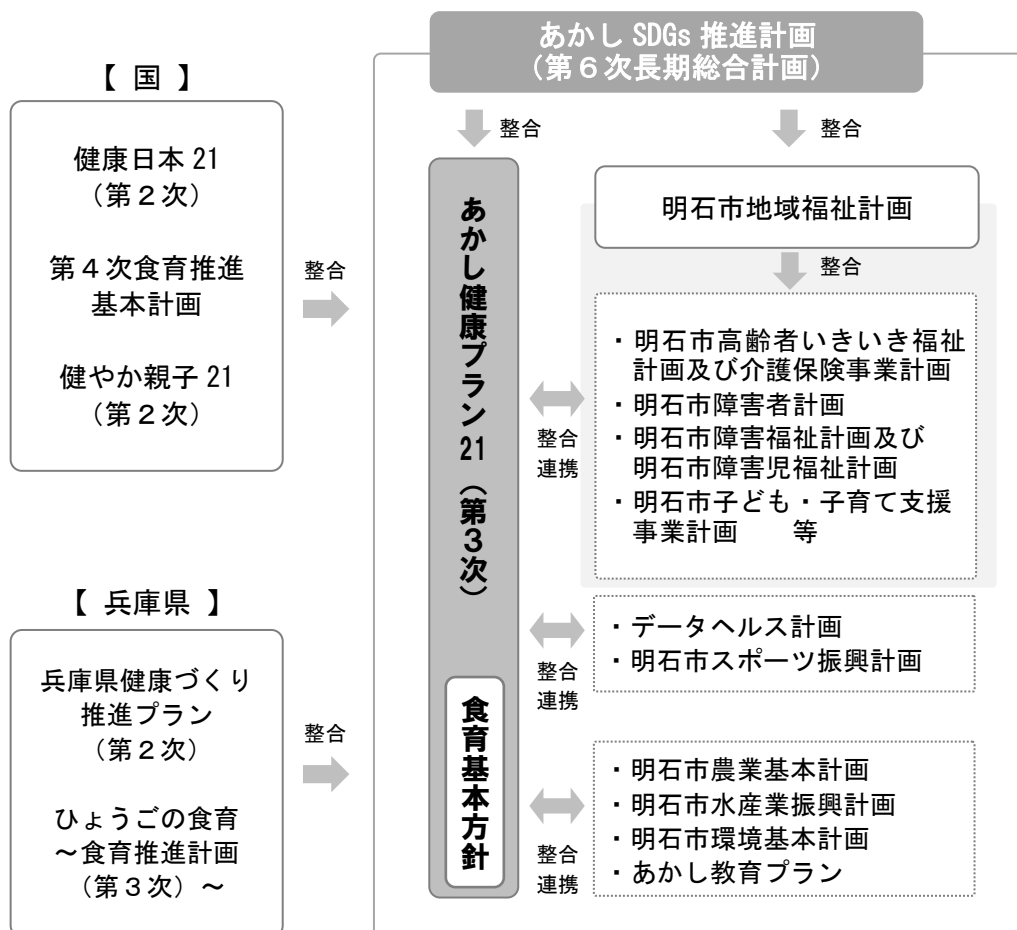 あかし SDGs 推進計画
（第６次長期総合計画）
【 国 】
健康日本 21
（第２次）
第４次食育推進
基本計画
健やか親子 21
（第２次）
整合
【 兵庫県 】
兵庫県健康づくり
推進プラン
（第２次）
ひょうごの食育
～食育推進計画
（第３次）～
整合
整合
整合
あかし健康プラン 21（第３次）
食育基本方針
明石市地域福祉計画
整合
・明石市高齢者いきいき福祉
計画及び介護保険事業計画
・明石市障害者計画
・明石市障害福祉計画及び
明石市障害児福祉計画
・明石市子ども・子育て支援
事業計画　　等
整合
連携
・データヘルス計画
・明石市スポーツ振興計画
整合
連携
・明石市農業基本計画
・明石市水産業振興計画
・明石市環境基本計画
・あかし教育プラン
整合
連携